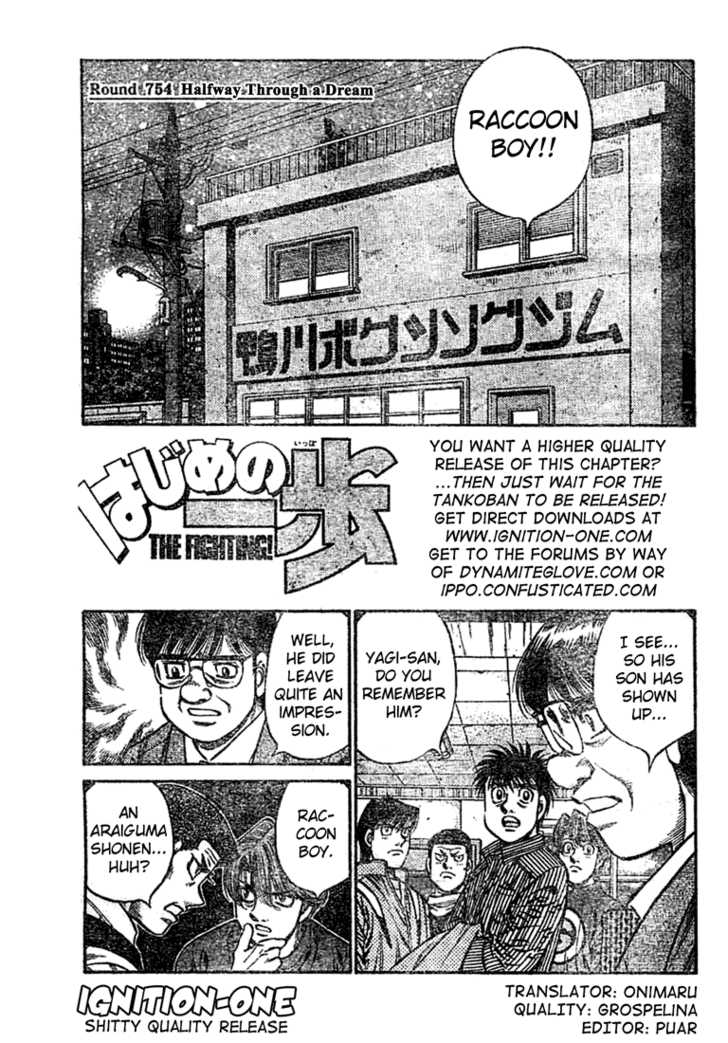 Round 754: Halfway Through a Dream
RACCOON
BOY!!
鴨川ボクシングジム
はじめの
いっぽ
一歩
THE FIGHTING!
YOU WANT A HIGHER QUALITY
RELEASE OF THIS CHAPTER?
...THEN JUST WAIT FOR THE
TANKOBAN TO BE RELEASED!
GET DIRECT DOWNLOADS AT
WWW.IGNITION-ONE.COM
GET TO THE FORUMS BY WAY
OF DYNAMITEGLOVE.COM OR
IPPO.CONFUSTICATED.COM
I SEE...
SO HIS
SON HAS
SHOWN
UP...
YAGI-SAN,
DO YOU
REMEMBER
HIM?
WELL,
HE DID
LEAVE
QUITE AN
IMPRES-
SION.
RAC-
COON
BOY.
AN
ARAIGUMA
SHONEN...
HUH?
IGNITION-ONE
SHITTY QUALITY RELEASE
TRANSLATOR: ONIMARU
QUALITY: GROSPELINA
EDITOR: PUAR